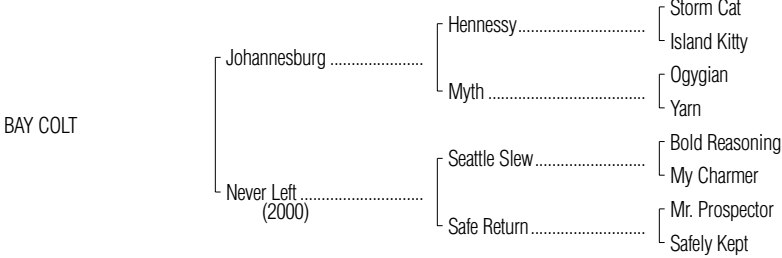 Storm Cat
Hennessy..............................
Island Kitty
Johannesburg ......................
Ogygian
Myth .....................................
Yarn
BAY COLT
Bold Reasoning
Seattle Slew..........................
My Charmer
Never Left .............................
(2000)
Mr. Prospector
Safe Return...........................
Safely Kept